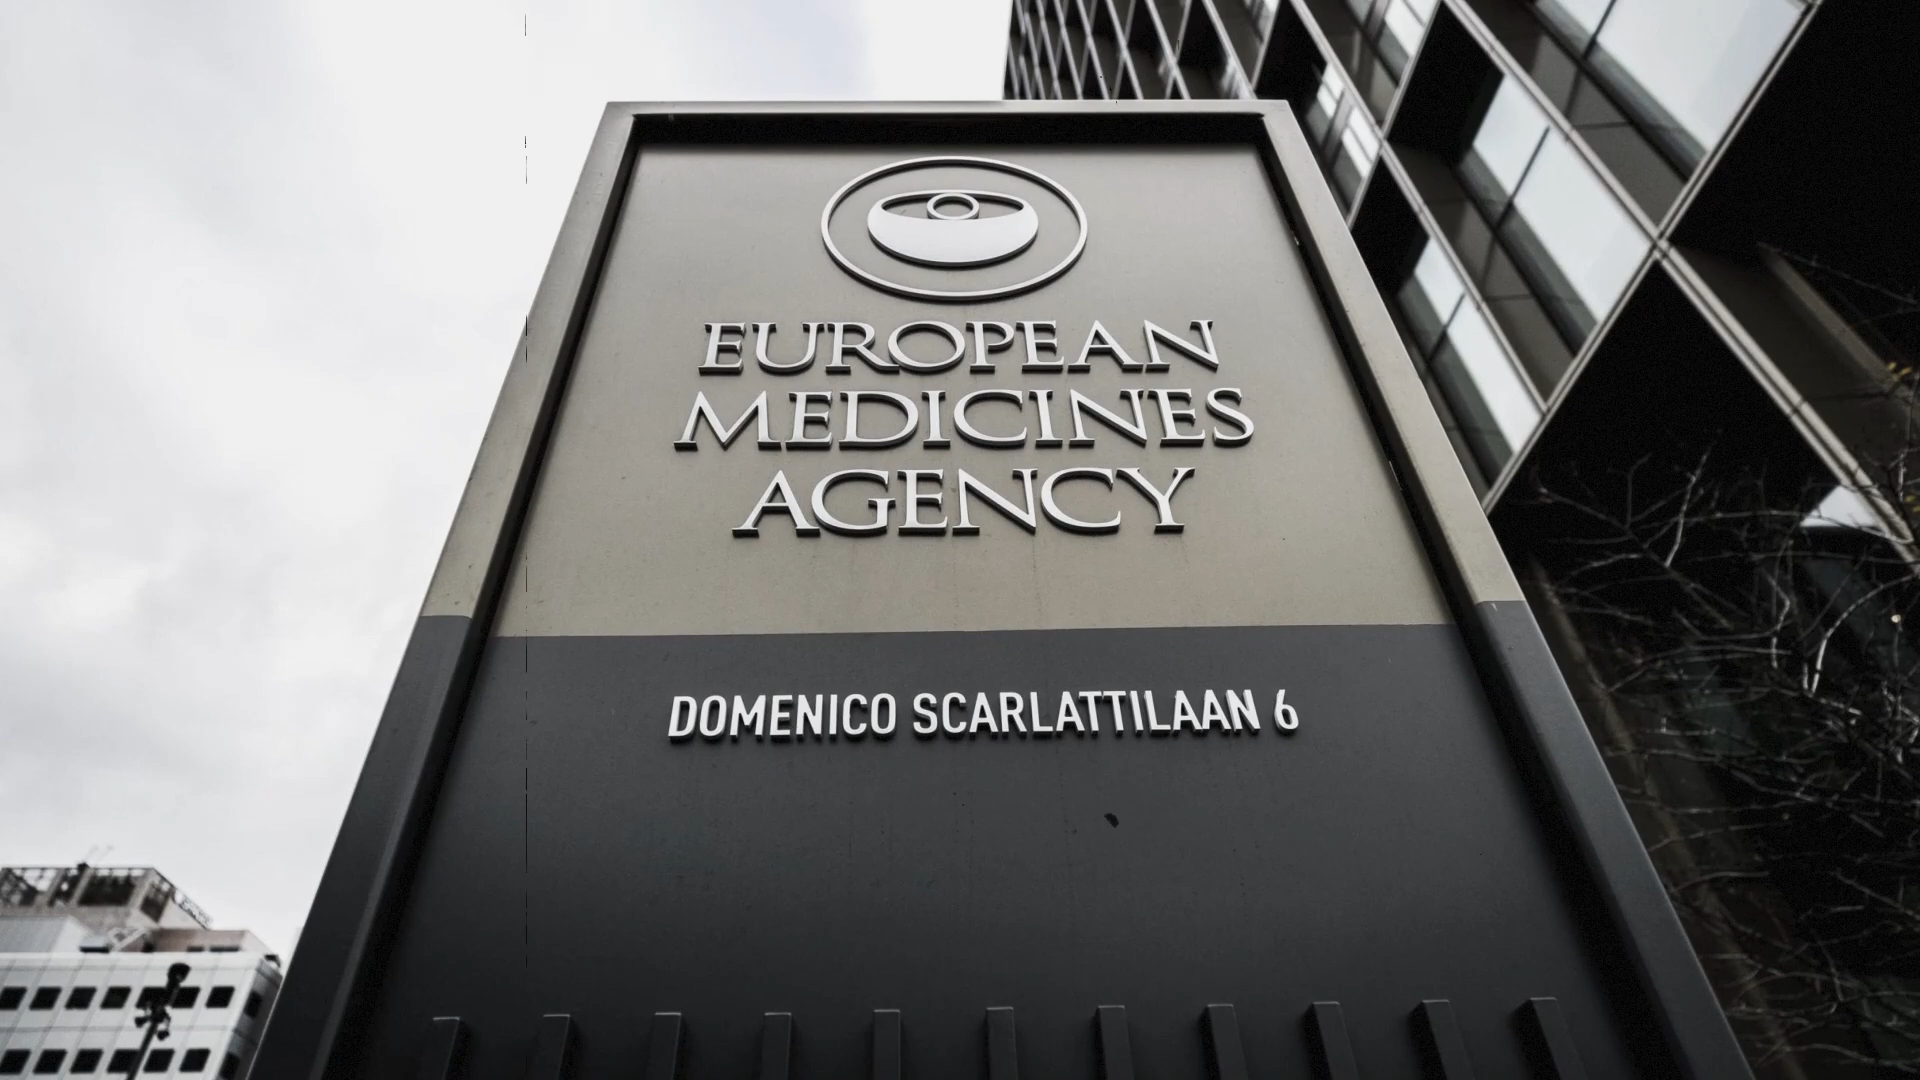 EUROPEAN
MEDICINES
AGENCY
DOMENICO SCARLATTILAAN 6